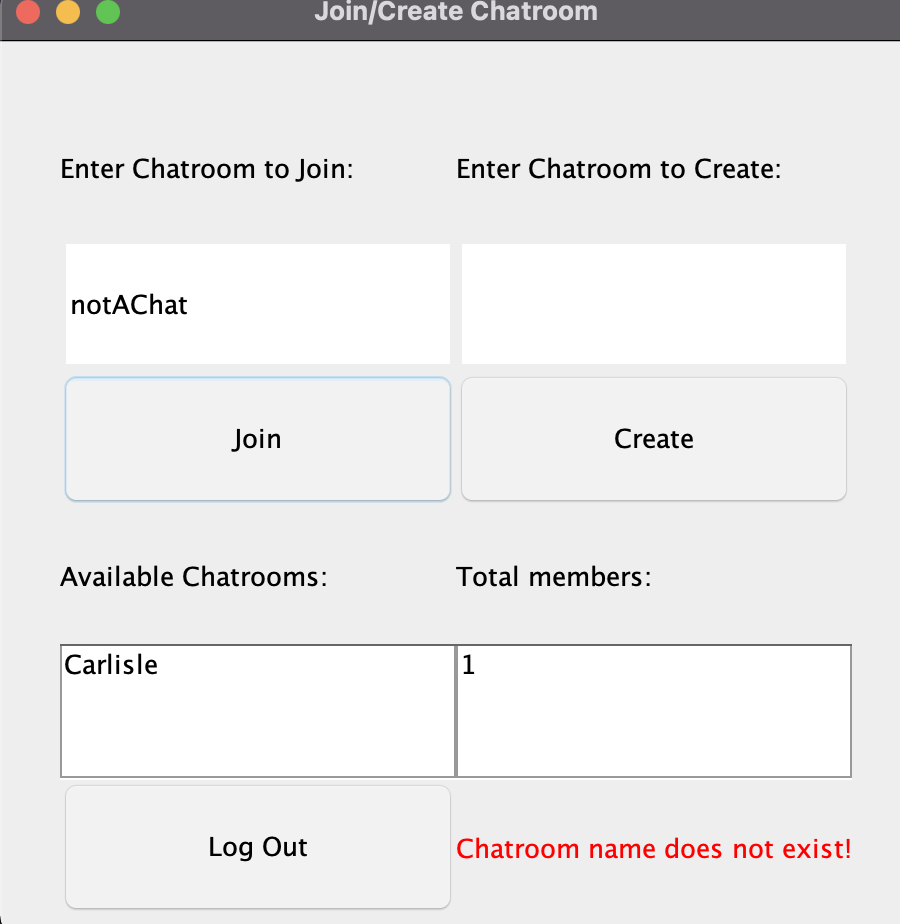 Join/Create Chatroom
Enter Chatroom to Join:
Enter Chatroom to Create:
notAChat
Join
Create
Available Chatrooms:
Total members:
Carlisle
1
Log Out
Chatroom name does not exist!